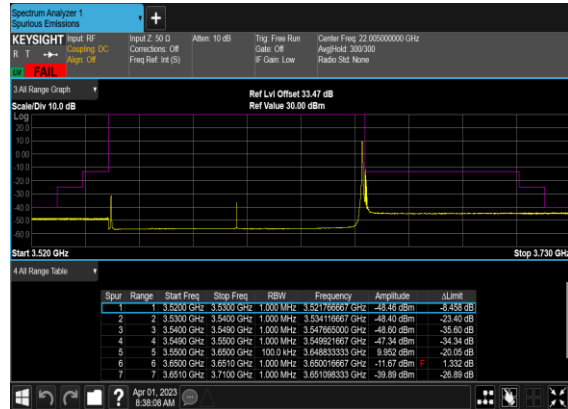 Spectrum Analyzer 1
Spurious Emissions
+
KEYSIGHT Input: RF Input Z: 50 Ω Atten: 10 dB Trig: Free Run Center Freq: 22.005000000 GHz
R T Coupling: DC Corrections: Off Gate: Off Avg|Hold: 300/300
Align: Off Freq Ref: Int (S) IF Gain: Low Radio Std: None
LW FAIL
3 All Range Graph Ref Lvl Offset 33.47 dB
Scale/Div 10.0 dB Ref Value 30.00 dBm
Log
20.0
10.0
0.00
-10.0
-20.0
-30.0
-40.0
-50.0
-60.0
Start 3.520 GHz Stop 3.730 GHz
4 All Range Table
Spur Range Start Freq Stop Freq RBW Frequency Amplitude ΔLimit
1 1 3.5200 GHz 3.5300 GHz 1.000 MHz 3.521766667 GHz -48.46 dBm -8.458 dB
2 2 3.5300 GHz 3.5400 GHz 1.000 MHz 3.534116667 GHz -48.40 dBm -23.40 dB
3 3 3.5400 GHz 3.5490 GHz 1.000 MHz 3.547665000 GHz -48.60 dBm -35.60 dB
4 4 3.5490 GHz 3.5500 GHz 1.000 MHz 3.549921667 GHz -47.34 dBm -34.34 dB
5 5 3.5500 GHz 3.6500 GHz 100.0 kHz 3.648833333 GHz 9.952 dBm -20.05 dB
6 6 3.6500 GHz 3.6510 GHz 1.000 MHz 3.650016667 GHz -11.67 dBm F 1.332 dB
7 7 3.6510 GHz 3.7100 GHz 1.000 MHz 3.651098333 GHz -39.89 dBm -26.89 dB
? Apr 01, 2023
8:38:08 AM